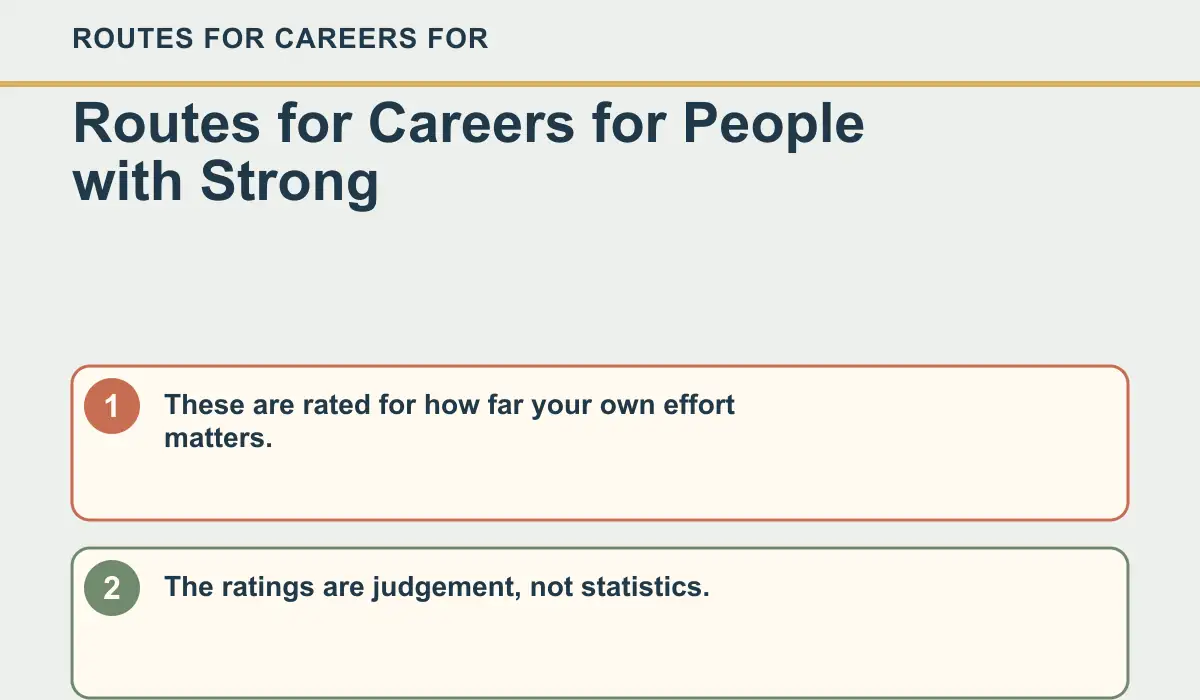 ROUTES FOR CAREERS FOR
Routes for Careers for People
with Strong
1
These are rated for how far your own effort
matters.
2
The ratings are judgement, not statistics.